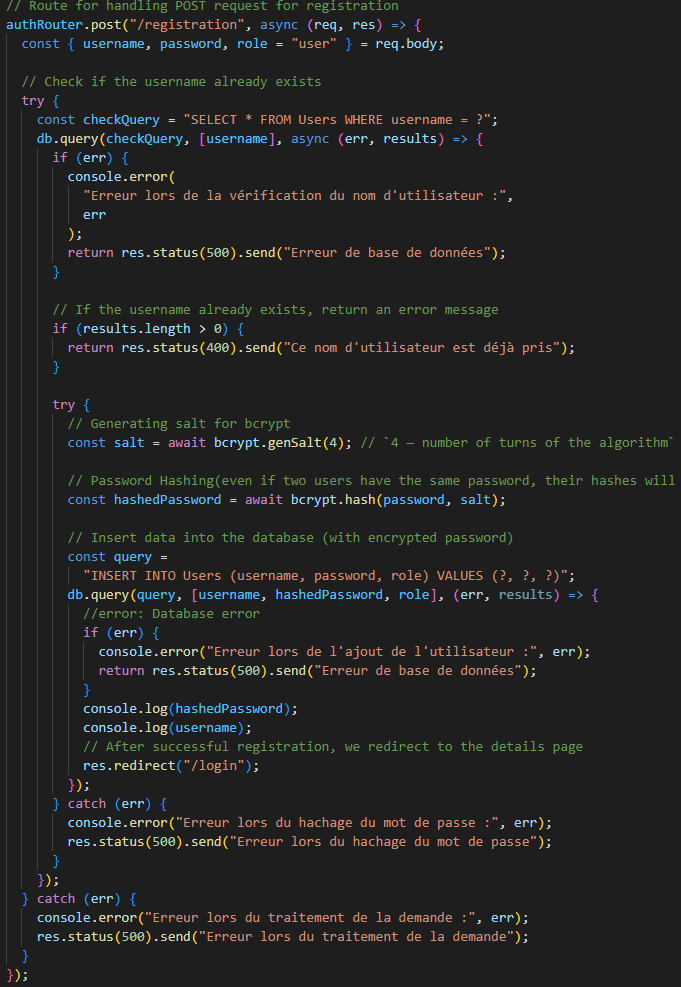 // Route for handling POST request for registration
authRouter.post("/registration", async (req, res) => {
  const { username, password, role = "user" } = req.body;

  // Check if the username already exists
  try {
    const checkQuery = "SELECT * FROM Users WHERE username = ?";
    db.query(checkQuery, [username], async (err, results) => {
      if (err) {
        console.error(
          "Erreur lors de la vérification du nom d'utilisateur :",
          err
        );
        return res.status(500).send("Erreur de base de données");
      }

      // If the username already exists, return an error message
      if (results.length > 0) {
        return res.status(400).send("Ce nom d'utilisateur est déjà pris");
      }

      try {
        // Generating salt for bcrypt
        const salt = await bcrypt.genSalt(4); // `4 — number of turns of the algorithm`

        // Password Hashing(even if two users have the same password, their hashes will
        const hashedPassword = await bcrypt.hash(password, salt);

        // Insert data into the database (with encrypted password)
        const query =
          "INSERT INTO Users (username, password, role) VALUES (?, ?, ?)";
        db.query(query, [username, hashedPassword, role], (err, results) => {
          //error: Database error
          if (err) {
            console.error("Erreur lors de l'ajout de l'utilisateur :", err);
            return res.status(500).send("Erreur de base de données");
          }
          console.log(hashedPassword);
          console.log(username);
          // After successful registration, we redirect to the details page
          res.redirect("/login");
        });
      } catch (err) {
        console.error("Erreur lors du hachage du mot de passe :", err);
        res.status(500).send("Erreur lors du hachage du mot de passe");
      }
    });
  } catch (err) {
    console.error("Erreur lors du traitement de la demande :", err);
    res.status(500).send("Erreur lors du traitement de la demande");
  }
});